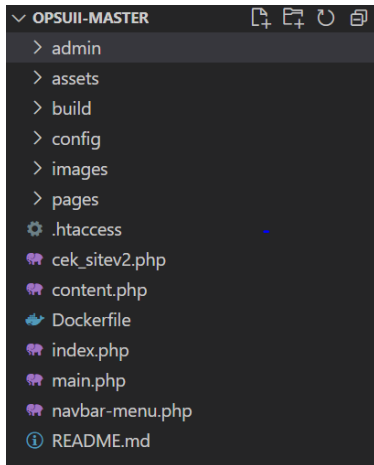 OPSUII-MASTER
admin
assets
build
config
images
pages
.htaccess
cek_sitev2.php
content.php
Dockerfile
index.php
main.php
navbar-menu.php
README.md